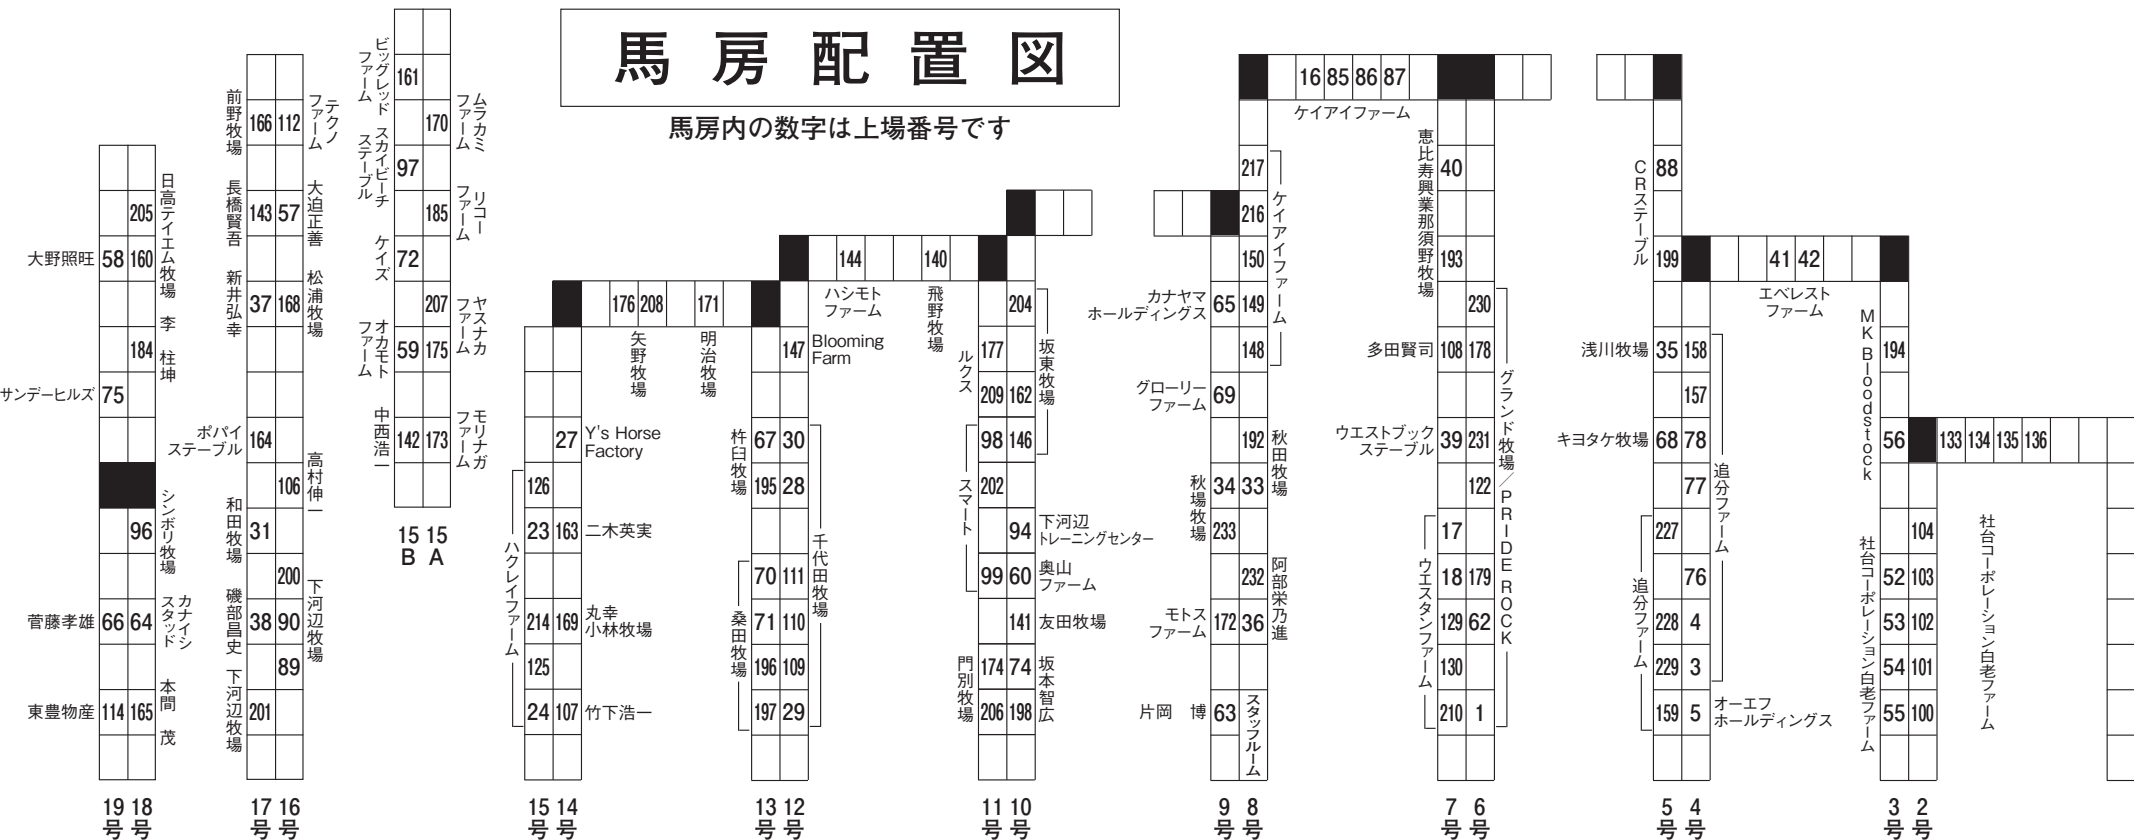 馬房配置図
馬房内の数字は上場番号です
205
大野照旺 58 160
日高テイエム牧場
184
李 柱坤
サンデーヒルズ 75
96
シンボリ牧場
菅藤孝雄 66 64
カナイシ
スタッド
東豊物産 114 165
本間 茂
19号 18号
前野牧場 166 112
テクノ
ファーム
長橋賢吾 143 57 大迫正善
新井弘幸 37 168 松浦牧場
ポパイ
ステーブル
164
106 高村伸一
和田牧場 31
200
磯部昌史 38 90
下河辺牧場
89
下河辺牧場 201
17号 16号
ビッグレッド
ファーム
161
170
ムラカミ
ファーム
スカイビーチ
ステーブル
97
185
リコー
ファーム
ケイズ 72
207
ヤスナカ
ファーム
オカモト
ファーム
59 175
中西浩一 142 173
モリナガ
ファーム
15B 15A
176 208 171
矢野牧場
明治牧場
27
Y's Horse
Factory
126
23 163 二木英実
ハクレイファーム
214 169
丸幸
小林牧場
125
24 107 竹下浩一
15号 14号
144 140
ハシモト
ファーム
飛野牧場
147
Blooming
Farm
杵臼牧場
67 30
195 28
千代田牧場
70 111
71 110
桑田牧場
196 109
197 29
13号 12号
204
177
ルクス
坂東牧場
209 162
98 146
202
スマート
94
下河辺
トレーニングセンター
99 60
奥山
ファーム
141 友田牧場
門別牧場
174 74
坂本智広
206 198
11号 10号
16 85 86 87
ケイアイファーム
217
216
150
ケイアイファーム
カナヤマ
ホールディングス
65 149
148
グローリー
ファーム
69
192
秋田牧場
秋場牧場
34 33
233
232
阿部栄乃進
モトス
ファーム
172 36
片岡 博 63
スタッフルーム
9号 8号
恵比寿興業那須野牧場
40
193
230
多田賢司 108 178
グランド牧場/PRIDE ROCK
ウエストブック
ステーブル
39 231
122
17
18 179
ウエスタンファーム
129 62
130
210 1
7号 6号
CRステーブル
88
199
41 42
エベレスト
ファーム
浅川牧場 35 158
157
キヨタケ牧場 68 78
77
追分ファーム
227
76
追分ファーム
228 4
229 3
159 5
オーエフ
ホールディングス
5号 4号
MK Bloodstock
194
56 133 134 135 136
104
社台コーポレーション白老ファーム
52 103
53 102
社台コーポレーション白老ファーム
54 101
55 100
3号 2号